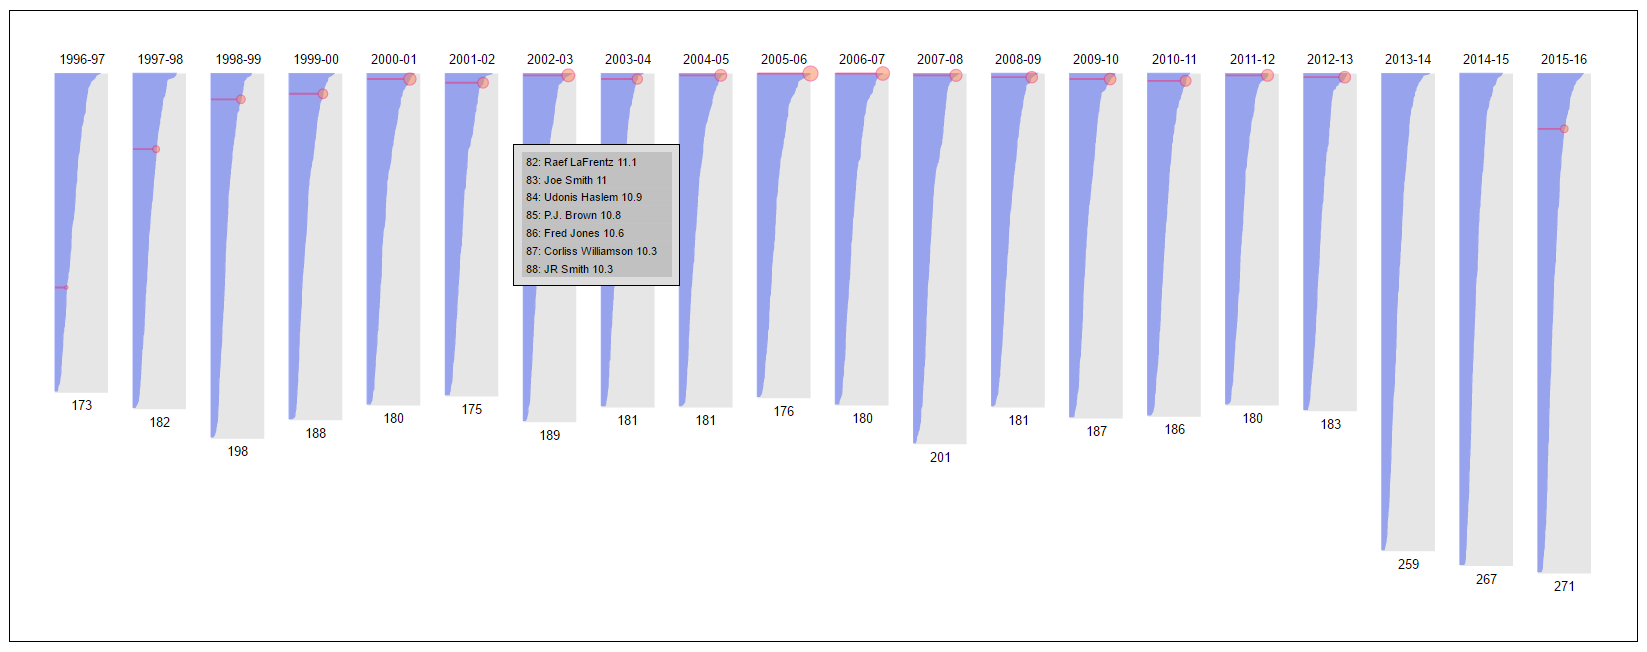 1996-97 1997-98 1998-99 1999-00 2000-01 2001-02 2002-03 2003-04 2004-05 2005-06 2006-07 2007-08 2008-09 2009-10 2010-11 2011-12 2012-13 2013-14 2014-15 2015-16
82: Raef LaFrentz 11.1
83: Joe Smith 11
84: Udonis Haslem 10.9
85: P.J. Brown 10.8
86: Fred Jones 10.6
87: Corliss Williamson 10.3
88: JR Smith 10.3
173 182 198 188 180 175 189 181 181 176 180 201 181 187 186 180 183 259 267 271